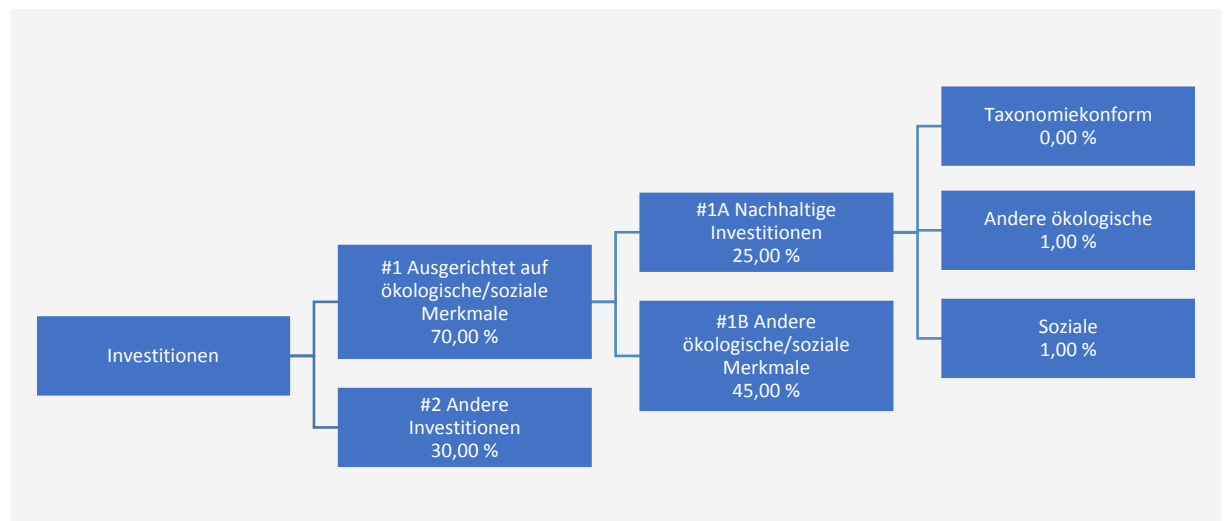 Investitionen
#1 Ausgerichtet auf
ökologische/soziale
Merkmale
70,00 %
#2 Andere
Investitionen
30,00 %
#1A Nachhaltige
Investitionen
25,00 %
#1B Andere
ökologische/soziale
Merkmale
45,00 %
Taxonomiekonform
0,00 %
Andere ökologische
1,00 %
Soziale
1,00 %